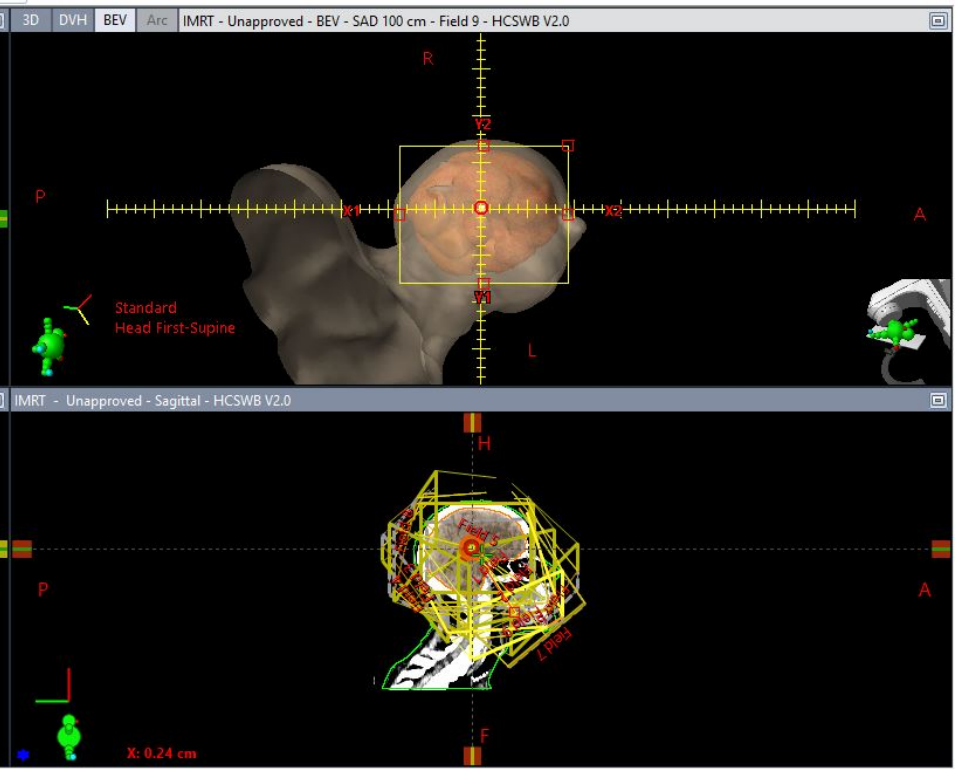 3D DVH BEV Arc IMRT - Unapproved - BEV - SAD 100 cm - Field 9 - HCSWB V2.0
R
Y2
P X1 X2 A
Y1
Standard
Head First-Supine
L
IMRT - Unapproved - Sagittal - HCSWB V2.0
H
Field 5
P A
Field 7
F
X: 0.24 cm